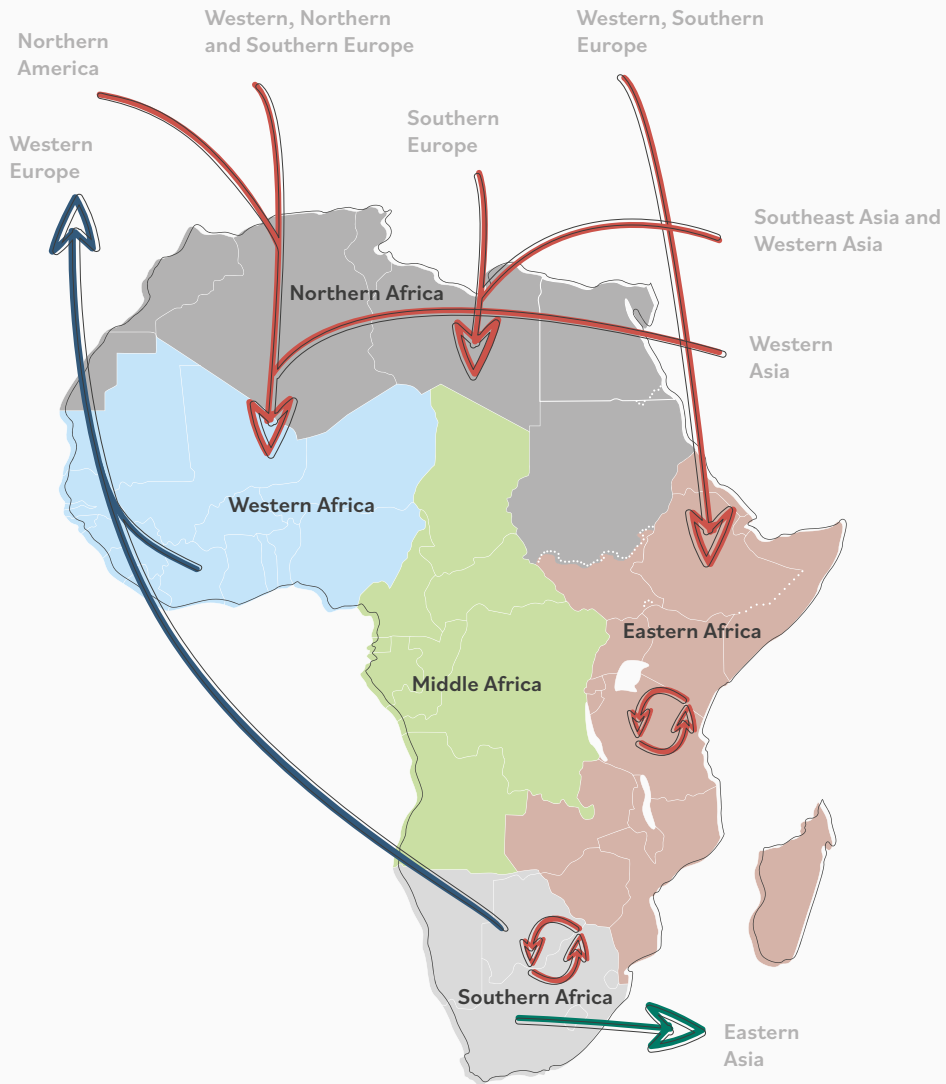 Western, Northern
and Southern Europe
Western, Southern
Europe
Northern
America
Southern
Europe
Western
Europe
Southeast Asia and
Western Asia
Northern Africa
Western
Asia
Western Africa
Eastern Africa
Middle Africa
Southern Africa
Eastern
Asia